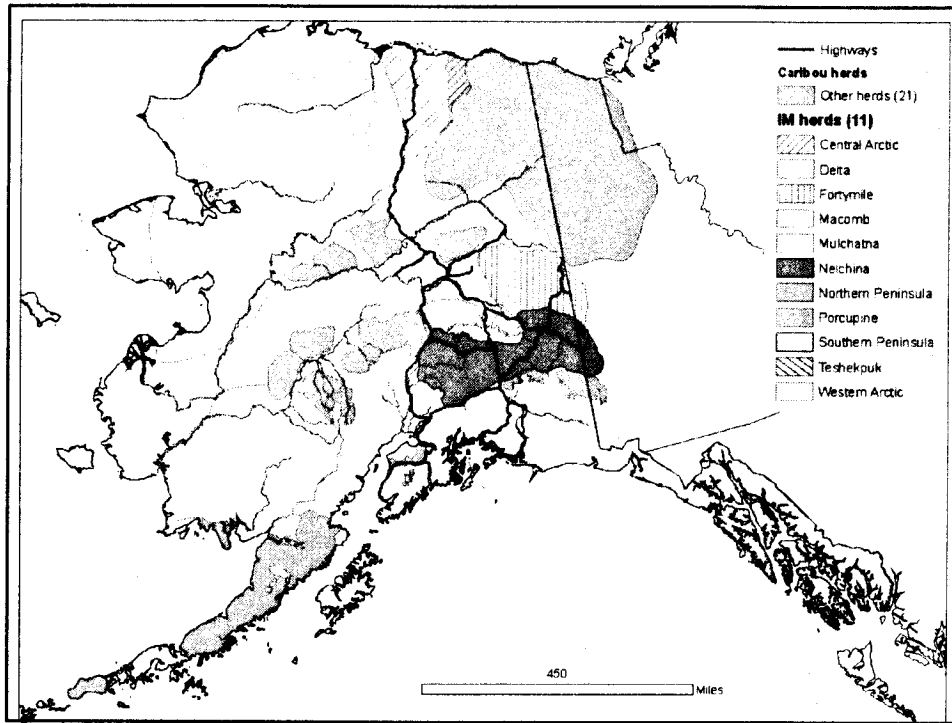 Highways
Caribou herds
Other herds (21)
IM herds (11)
Central Arctic
Delta
Fortymile
Macomb
Mulchatna
Nelchina
Northern Peninsula
Porcupine
Southern Peninsula
Teshekpuk
Western Arctic
450
Miles